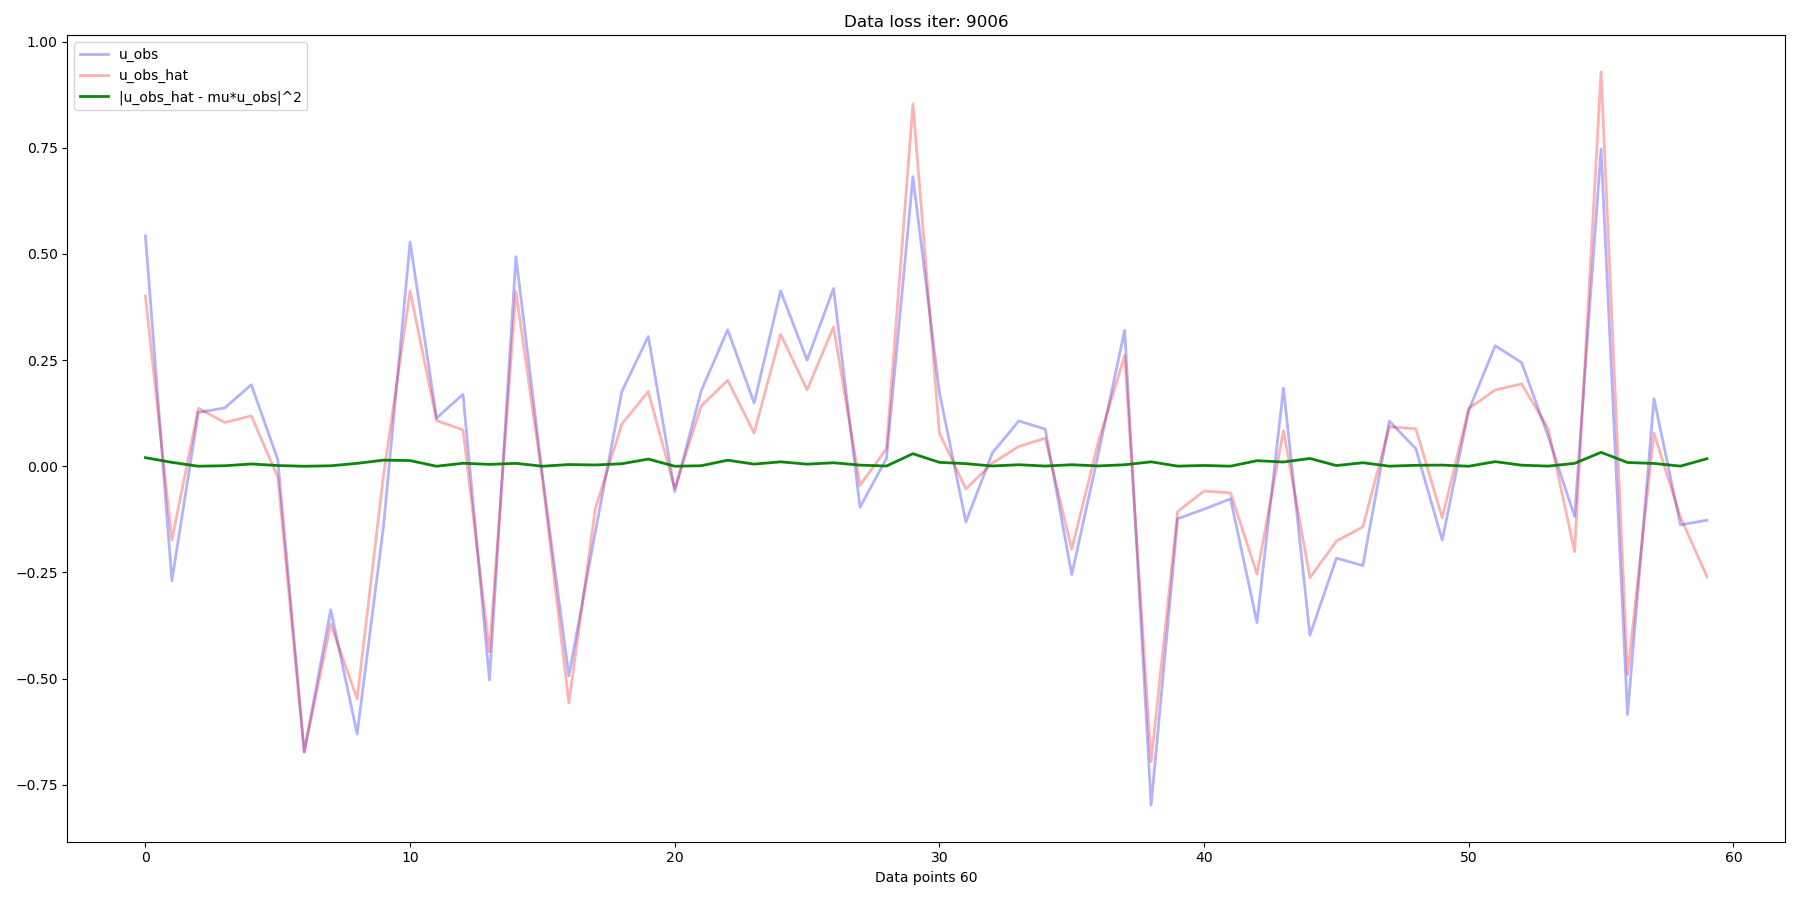 Data loss iter: 9006
u_obs
u_obs_hat
|u_obs_hat - mu*u_obs|^2
1.00
0.75
0.50
0.25
0.00
−0.25
−0.50
−0.75
0 10 20 30 40 50 60
Data points 60